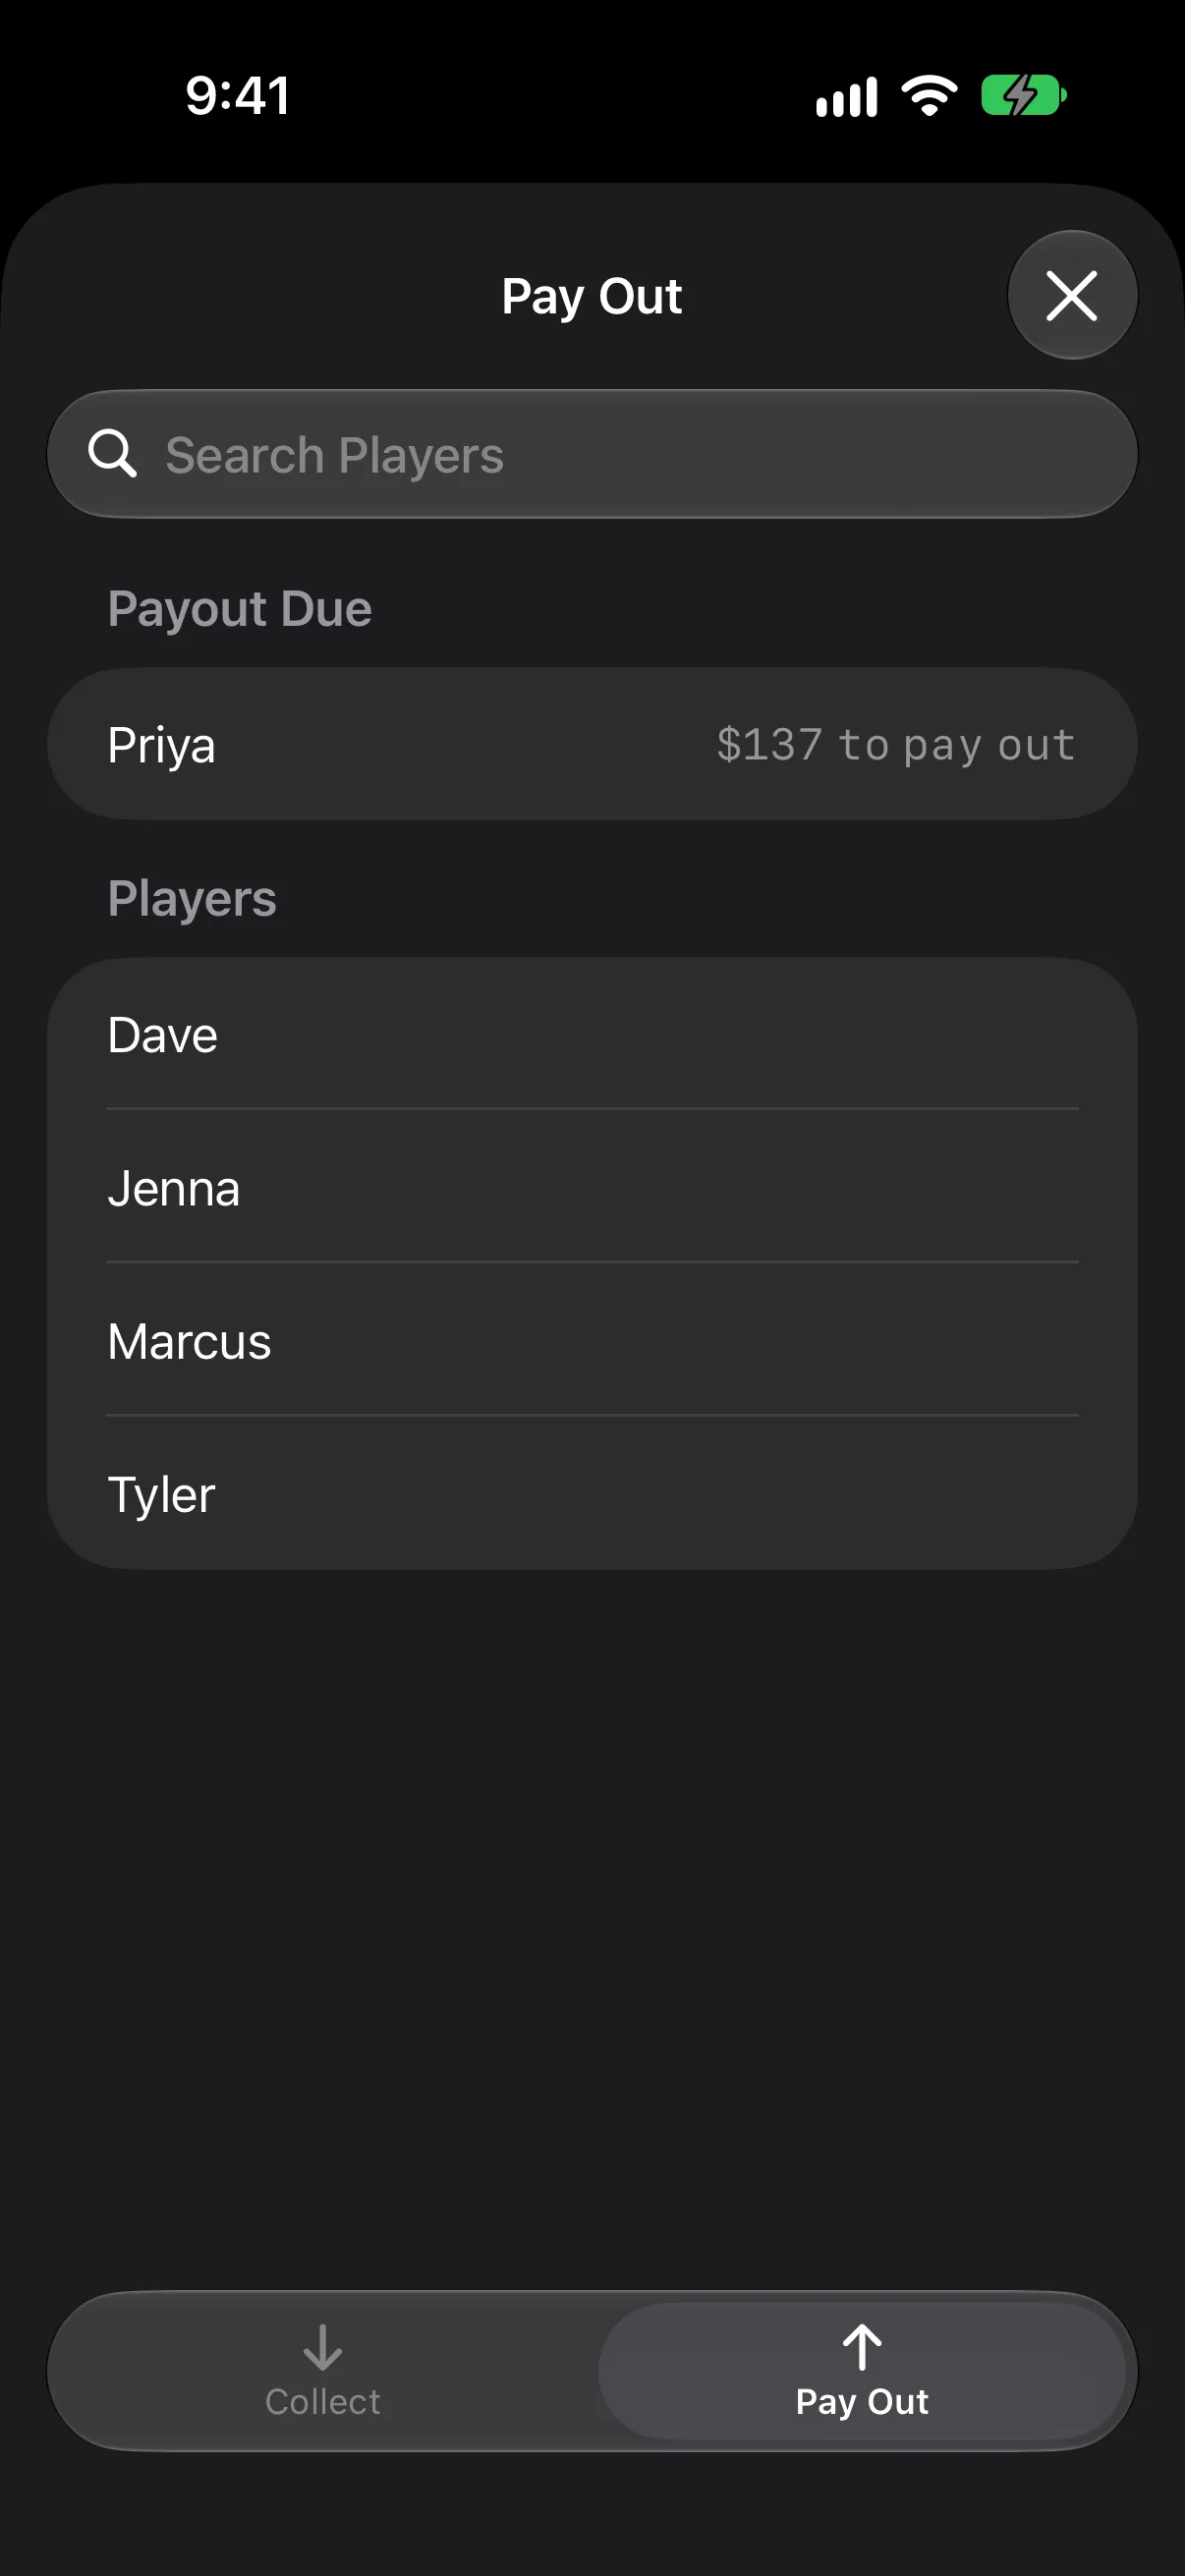 9:41
Pay Out
Search Players
Payout Due
Priya $137 to pay out
Players
Dave
Jenna
Marcus
Tyler
Collect Pay Out